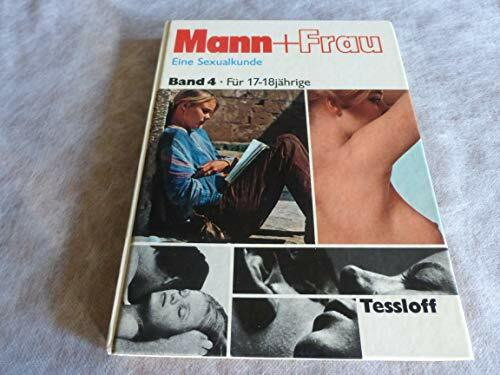 Mann+Frau
Eine Sexualkunde
Band 4 · Für 17-18jährige
Tessloff